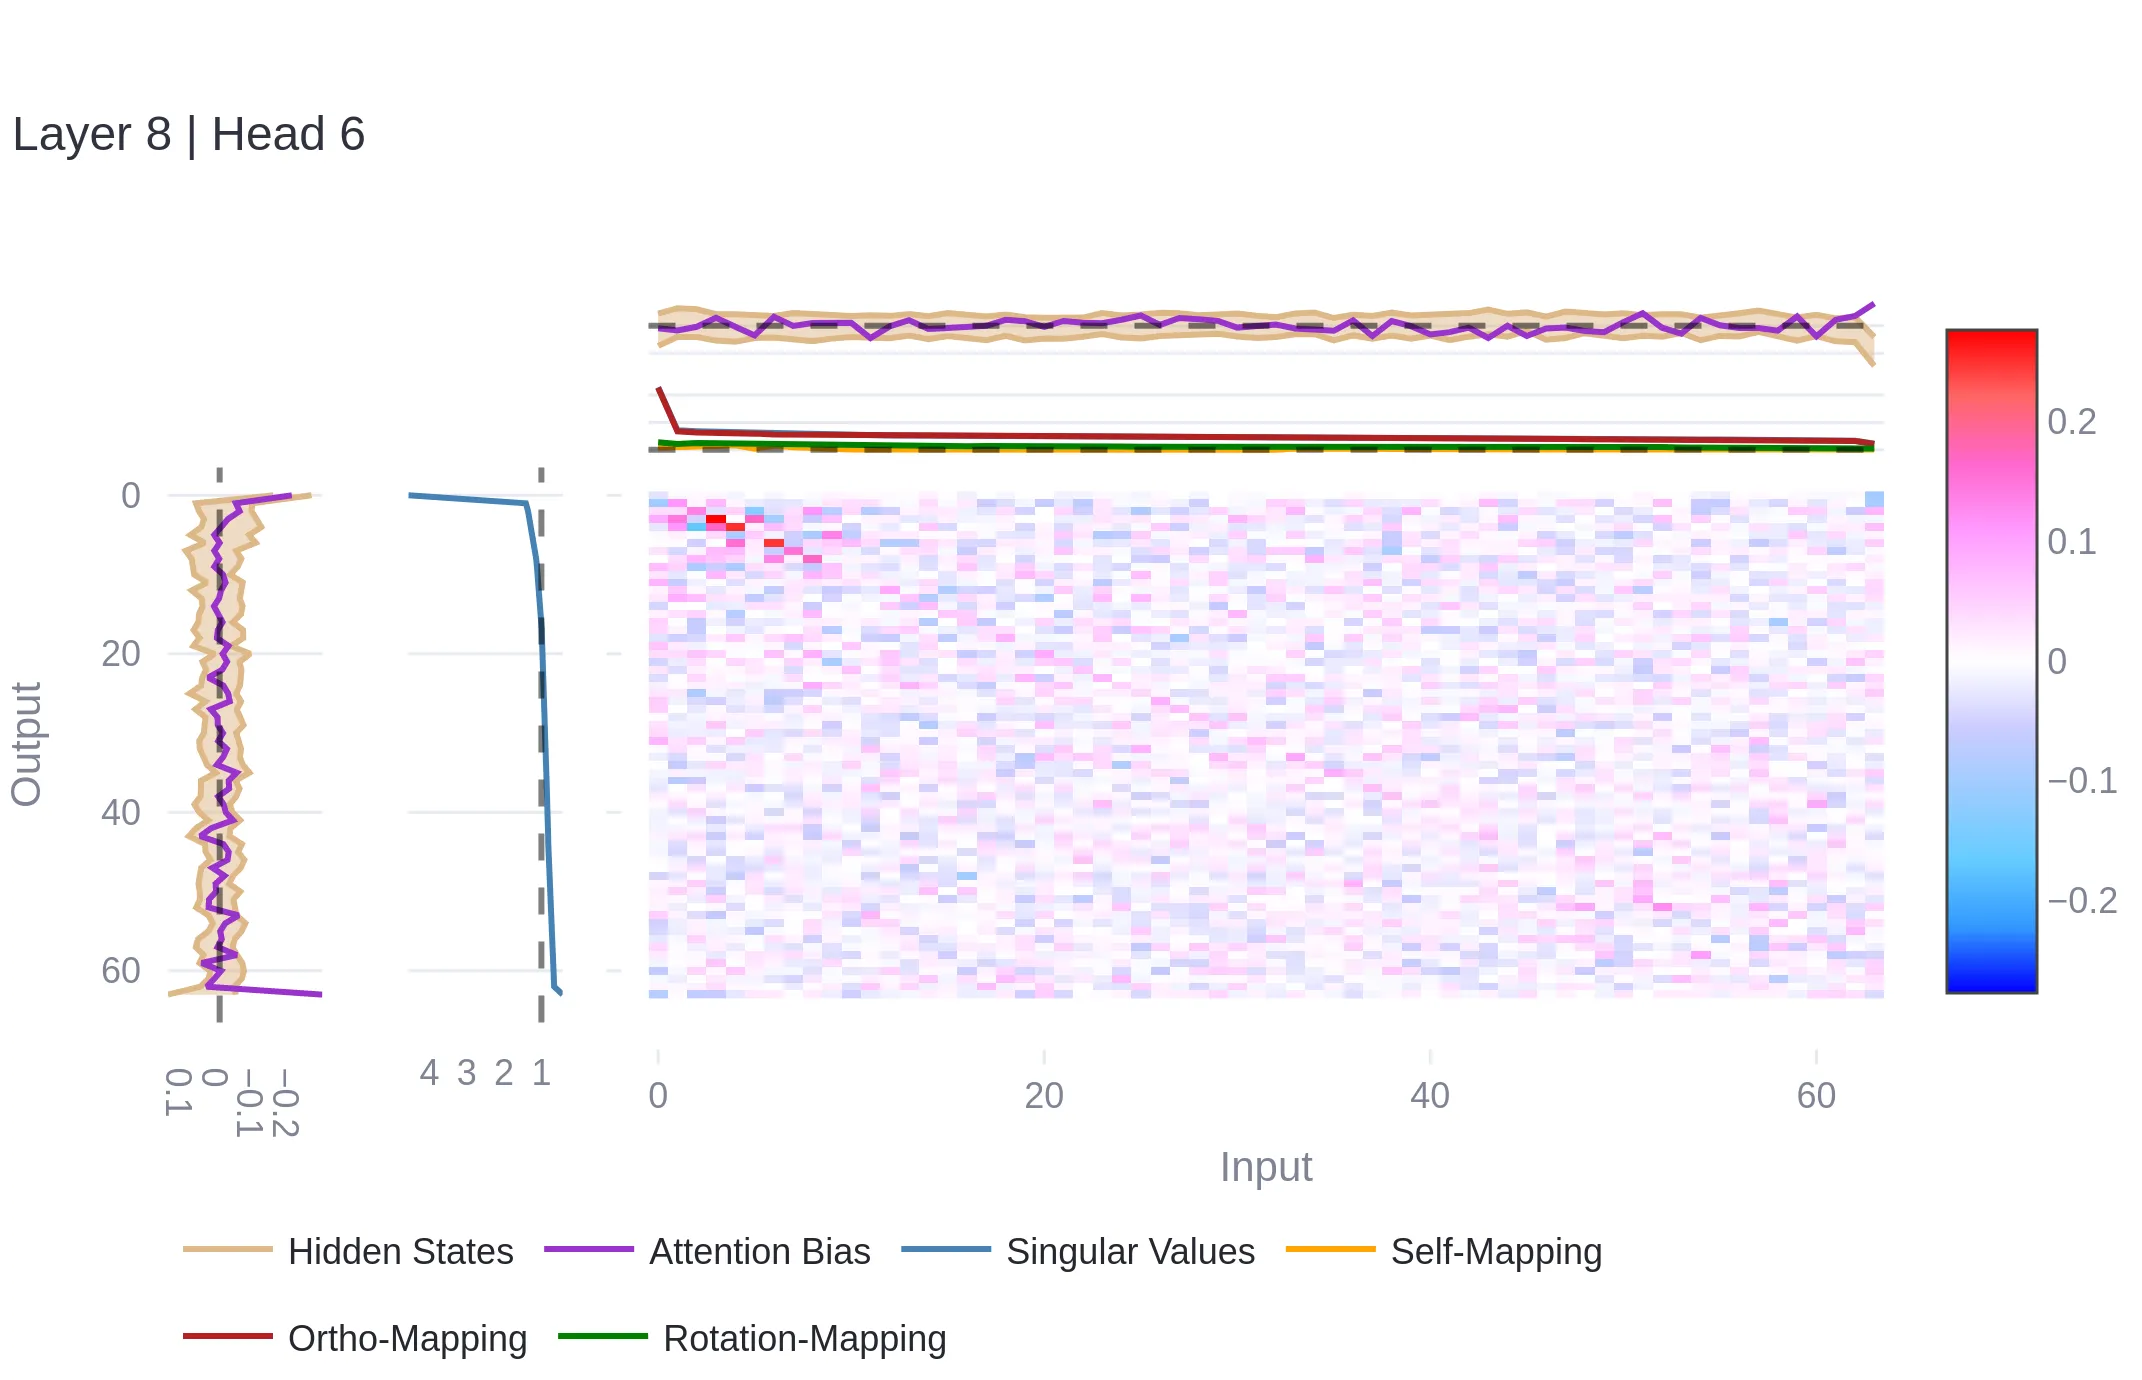 Layer 8 | Head 6
0
20
40
60
Output
0.1
0
−0.1
−0.2
4 3 2 1
0 20 40 60
Input
0.2
0.1
0
−0.1
−0.2
Hidden States Attention Bias Singular Values Self-Mapping
Ortho-Mapping Rotation-Mapping